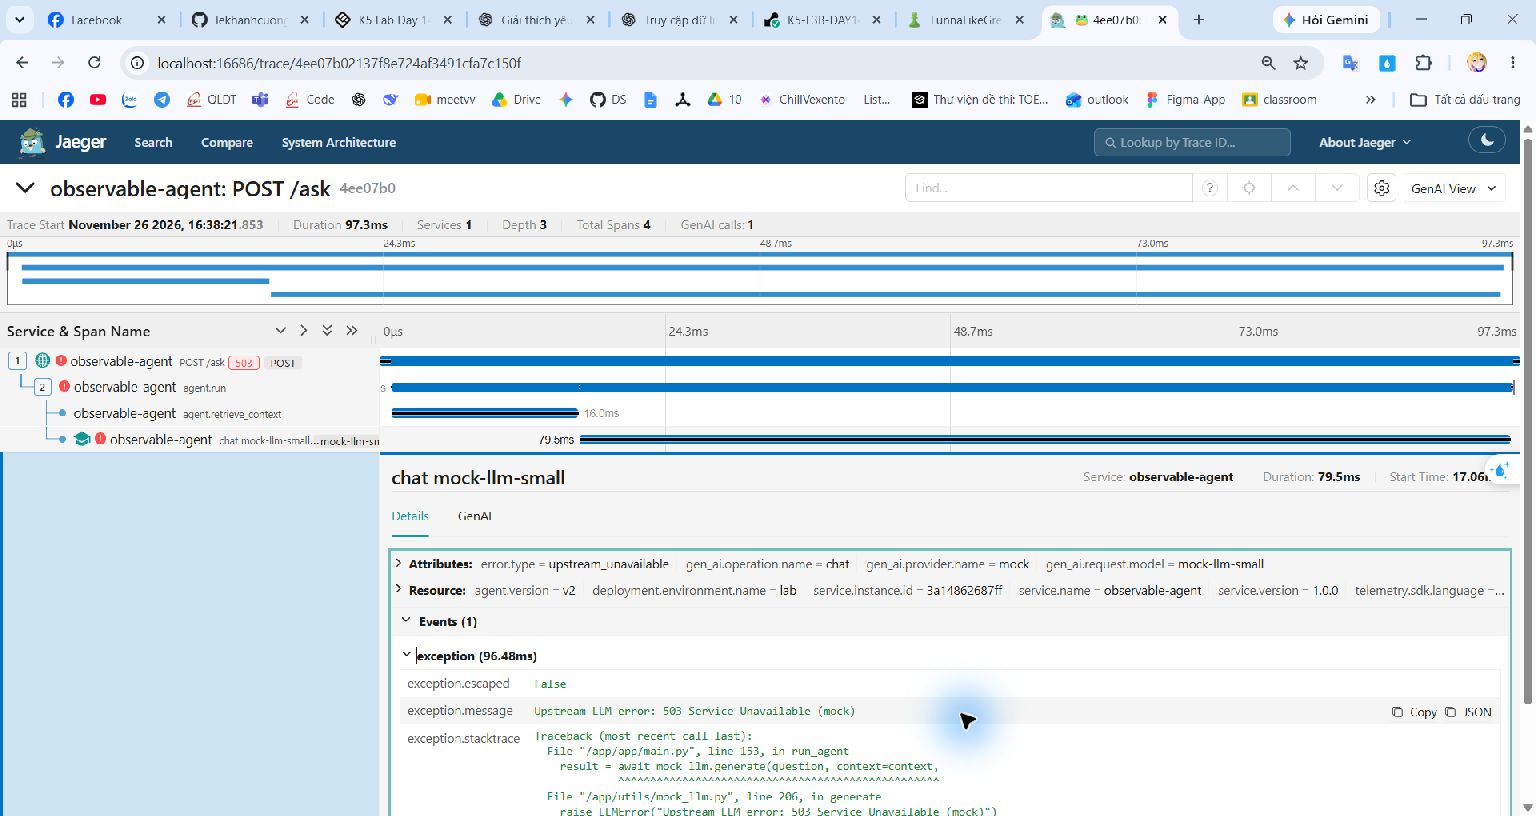 Facebook
lekhanhcuong
K5 Lab Day 1
Giải thích yêu
Truy cập dữ l
K5-L3B-DAY1
TunnaLikeGre
4ee07b0
Hỏi Gemini
localhost:16686/trace/4ee07b02137f8e724af3491cfa7c150f
QLDT
Code
meetvv
Drive
DS
10
ChillVexento
List...
Thư viện đề thi: TOE...
outlook
Figma App
classroom
Tất cả dấu trang
Jaeger
Search
Compare
System Architecture
Lookup by Trace ID...
About Jaeger
observable-agent: POST /ask 4ee07b0
Find...
GenAI View
Trace Start November 26 2026, 16:38:21.853 Duration 97.3ms Services 1 Depth 3 Total Spans 4 GenAI calls: 1
0μs 24.3ms 48.7ms 73.0ms 97.3ms
Service & Span Name
0μs 24.3ms 48.7ms 73.0ms 97.3ms
1 observable-agent POST /ask 503 POST
2 observable-agent agent.run
observable-agent agent.retrieve_context 16.0ms
observable-agent chat mock-llm-small... mock-llm-sn 79.5ms
chat mock-llm-small
Service: observable-agent Duration: 79.5ms Start Time: 17.06
Details GenAI
Attributes: error.type = upstream_unavailable gen_ai.operation.name = chat gen_ai.provider.name = mock gen_ai.request.model = mock-llm-small
Resource: agent.version = v2 deployment.environment.name = lab service.instance.id = 3a14862687ff service.name = observable-agent service.version = 1.0.0 telemetry.sdk.language =...
Events (1)
exception (96.48ms)
exception.escaped False
exception.message Upstream LLM error: 503 Service Unavailable (mock)
Copy JSON
exception.stacktrace Traceback (most recent call last):
File "/app/app/main.py", line 153, in run_agent
result = await mock_llm.generate(question, context=context,
^^^^^^^^^^^^^^^^^^^^^^^^^^^^^^^^^^^^^^^^^^^^^^^^^^
File "/app/utils/mock_llm.py", line 206, in generate
raise LLMError("Upstream LLM error: 503 Service Unavailable (mock)")